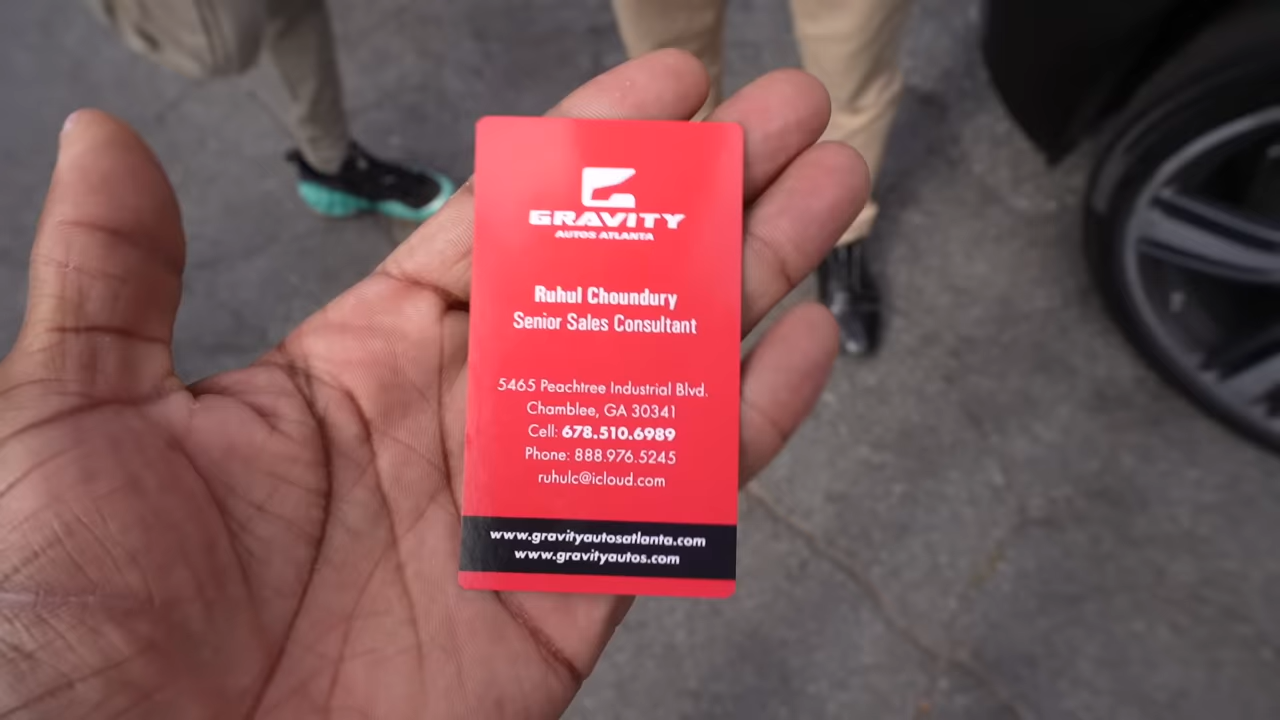 GRAVITY
AUTOS ATLANTA
Ruhul Choundury
Senior Sales Consultant
5465 Peachtree Industrial Blvd.
Chamblee, GA 30341
Cell: 678.510.6989
Phone: 888.976.5245
ruhulc@icloud.com
www.gravityautosatlanta.com
www.gravityautos.com